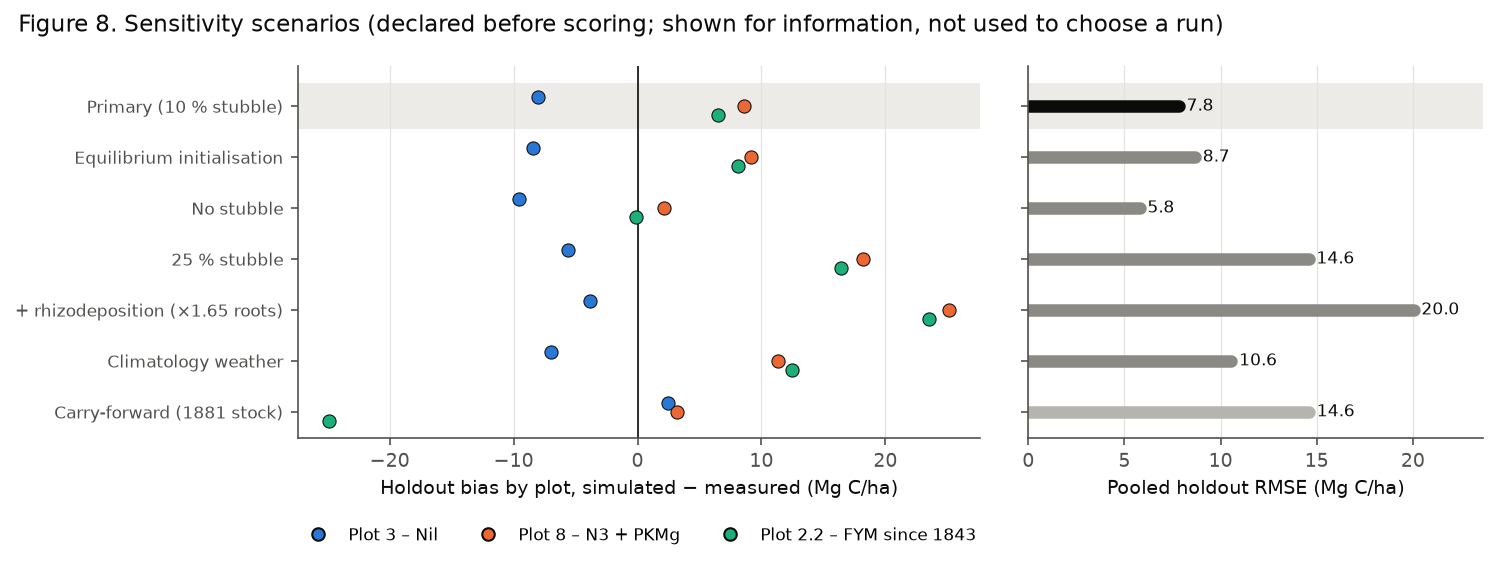 Figure 8. Sensitivity scenarios (declared before scoring; shown for information, not used to choose a run)
Primary (10 % stubble)
Equilibrium initialisation
No stubble
25 % stubble
+ rhizodeposition (×1.65 roots)
Climatology weather
Carry-forward (1881 stock)
−20 −10 0 10 20
Holdout bias by plot, simulated − measured (Mg C/ha)
7.8
8.7
5.8
14.6
20.0
10.6
14.6
0 5 10 15 20
Pooled holdout RMSE (Mg C/ha)
Plot 3 – Nil Plot 8 – N3 + PKMg Plot 2.2 – FYM since 1843